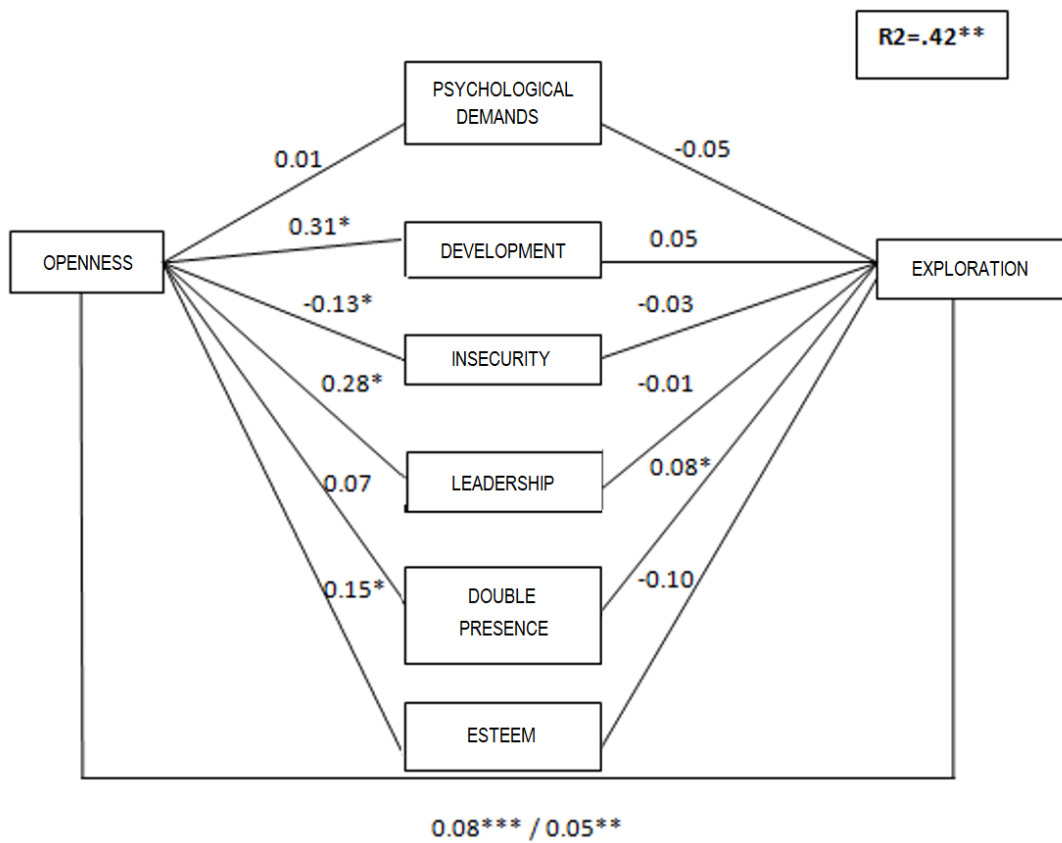 R2=.42**
PSYCHOLOGICAL
DEMANDS
0.01
-0.05
0.31*
DEVELOPMENT
0.05
OPENNESS
EXPLORATION
-0.13*
-0.03
INSECURITY
0.28*
-0.01
LEADERSHIP
0.07
0.08*
0.15*
-0.10
DOUBLE
PRESENCE
ESTEEM
0.08*** / 0.05**